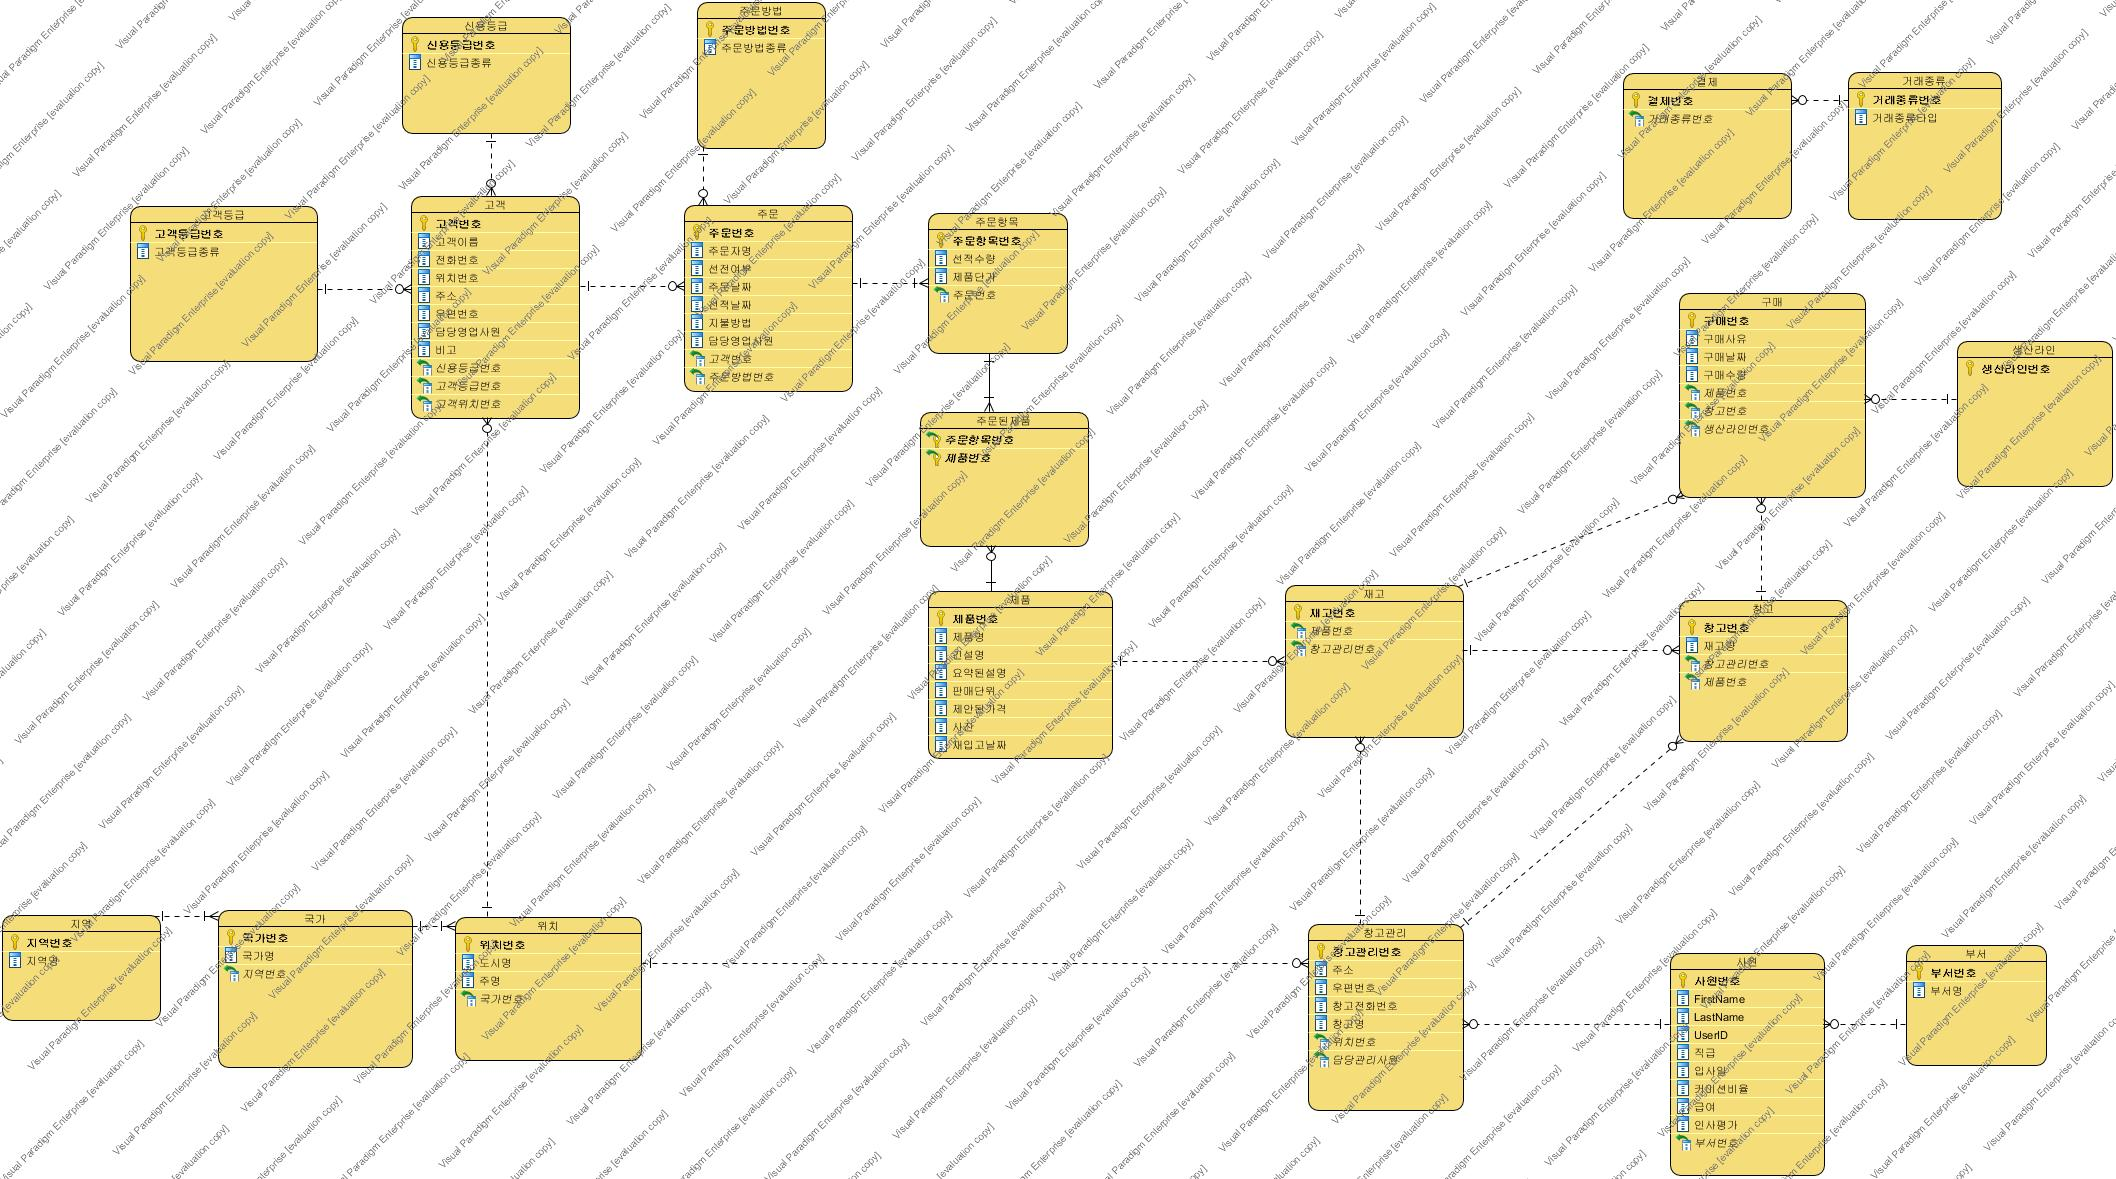 신용등급
신용등급번호
신용등급종류
주문방법
주문방법번호
주문방법종류
결제
결제번호
거래종류번호
거래종류
거래종류번호
거래종류타입
고객등급
고객등급번호
고객등급종류
고객
고객번호
고객이름
전화번호
위치번호
주소
우편번호
담당영업사원
비고
신용등급번호
고객등급번호
고객위치번호
주문
주문번호
주문자명
선전여부
주문날짜
선적날짜
지불방법
담당영업사원
고객번호
주문방법번호
주문항목
주문항목번호
선적수량
제품단가
주문번호
구매
구매번호
구매사유
구매날짜
구매수량
제품번호
창고번호
생산라인번호
생산라인
생산라인번호
주문된제품
주문항목번호
제품번호
제품
제품번호
제품명
긴설명
요약된설명
판매단위
제안된가격
사진
재입고날짜
재고
재고번호
제품번호
창고관리번호
창고
창고번호
재고량
창고관리번호
제품번호
지역
지역번호
지역명
국가
국가번호
국가명
지역번호
위치
위치번호
도시명
주명
국가번호
창고관리
창고관리번호
주소
우편번호
창고전화번호
창고명
위치번호
담당관리사원
사원
사원번호
FirstName
LastName
UserID
직급
입사일
커미션비율
급여
인사평가
부서번호
부서
부서번호
부서명
Visual Paradigm Enterprise [evaluation copy]